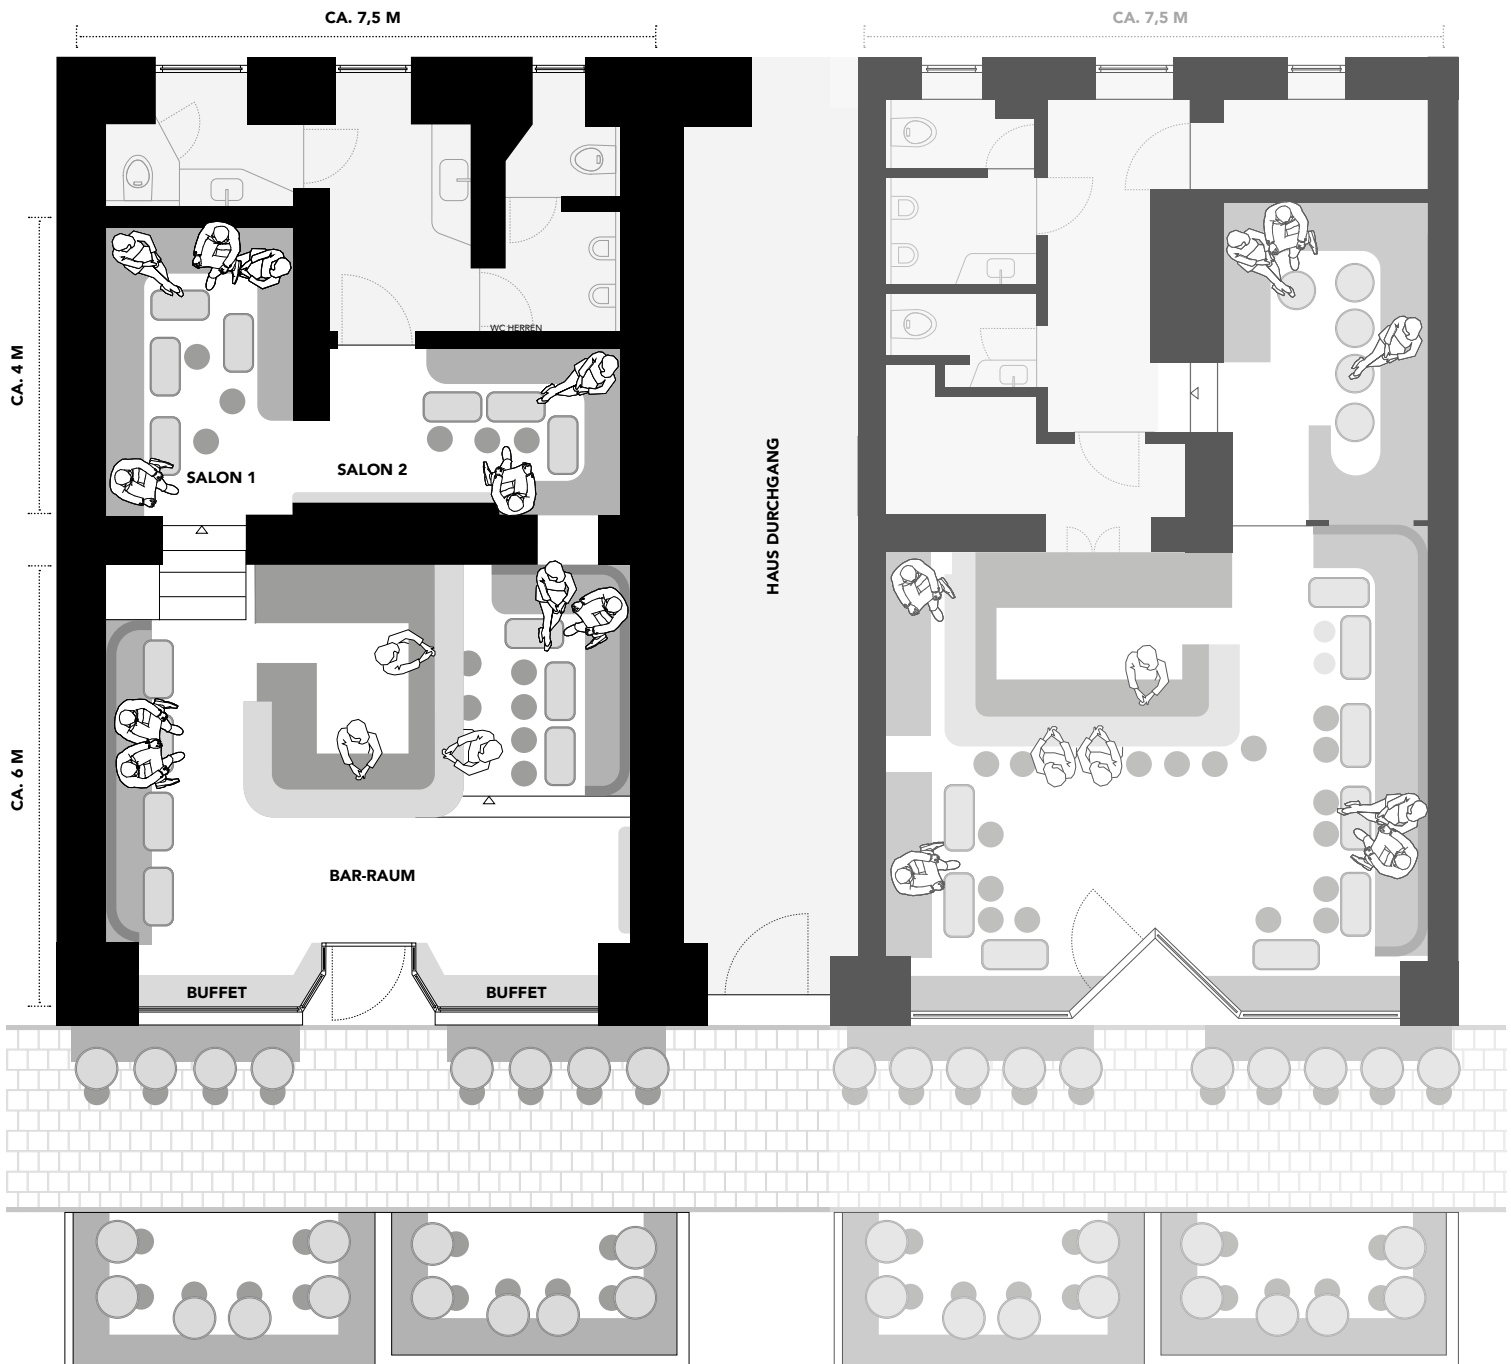 CA. 7,5 M
CA. 7,5 M
WC HERREN
CA. 4 M
HAUS DURCHGANG
SALON 1
SALON 2
CA. 6 M
BAR-RAUM
BUFFET
BUFFET